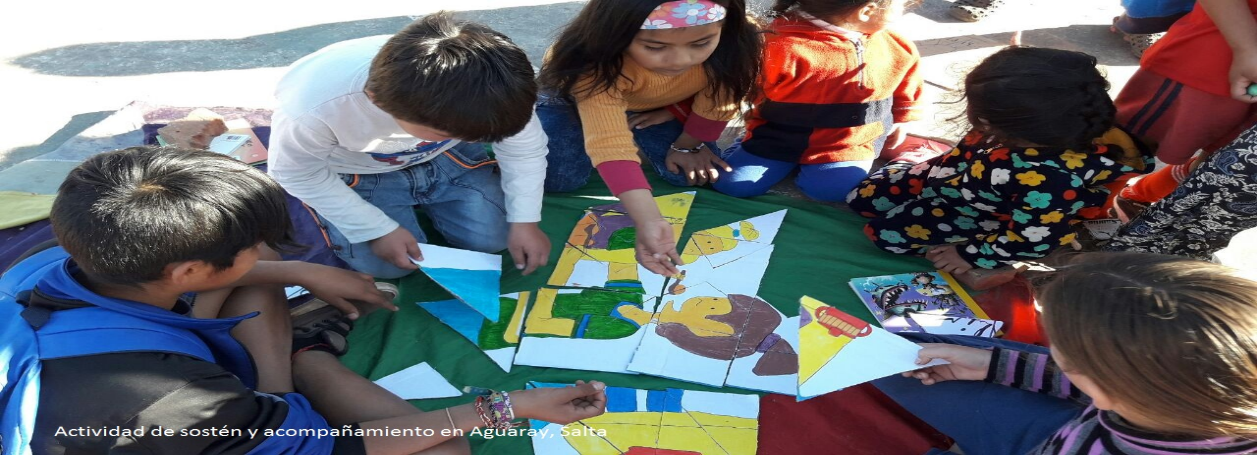 Actividad de sostén y acompañamiento en Aguaray, Salta